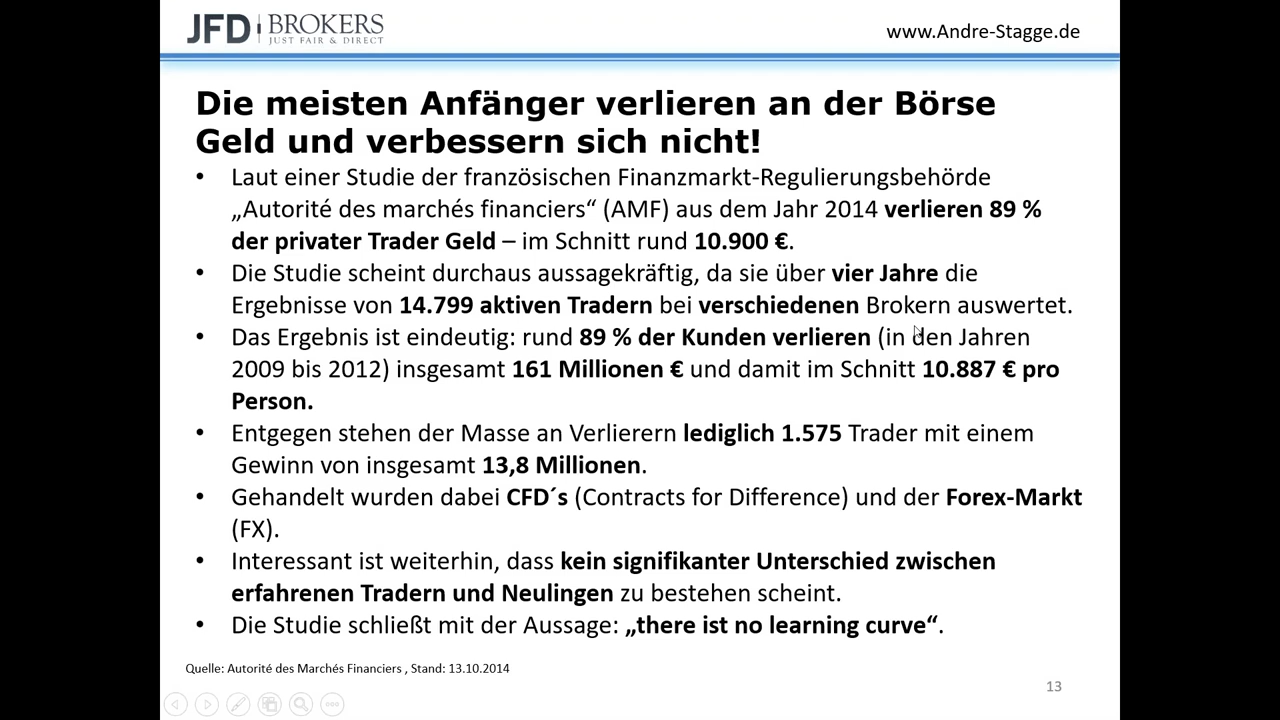 JFD BROKERS
JUST FAIR & DIRECT
www.Andre-Stagge.de
Die meisten Anfänger verlieren an der Börse
Geld und verbessern sich nicht!
• Laut einer Studie der französischen Finanzmarkt-Regulierungsbehörde
„Autorité des marchés financiers“ (AMF) aus dem Jahr 2014 verlieren 89 %
der privater Trader Geld – im Schnitt rund 10.900 €.
• Die Studie scheint durchaus aussagekräftig, da sie über vier Jahre die
Ergebnisse von 14.799 aktiven Tradern bei verschiedenen Brokern auswertet.
• Das Ergebnis ist eindeutig: rund 89 % der Kunden verlieren (in den Jahren
2009 bis 2012) insgesamt 161 Millionen € und damit im Schnitt 10.887 € pro
Person.
• Entgegen stehen der Masse an Verlierern lediglich 1.575 Trader mit einem
Gewinn von insgesamt 13,8 Millionen.
• Gehandelt wurden dabei CFD´s (Contracts for Difference) und der Forex-Markt
(FX).
• Interessant ist weiterhin, dass kein signifikanter Unterschied zwischen
erfahrenen Tradern und Neulingen zu bestehen scheint.
• Die Studie schließt mit der Aussage: „there ist no learning curve“.
Quelle: Autorité des Marchés Financiers , Stand: 13.10.2014
13